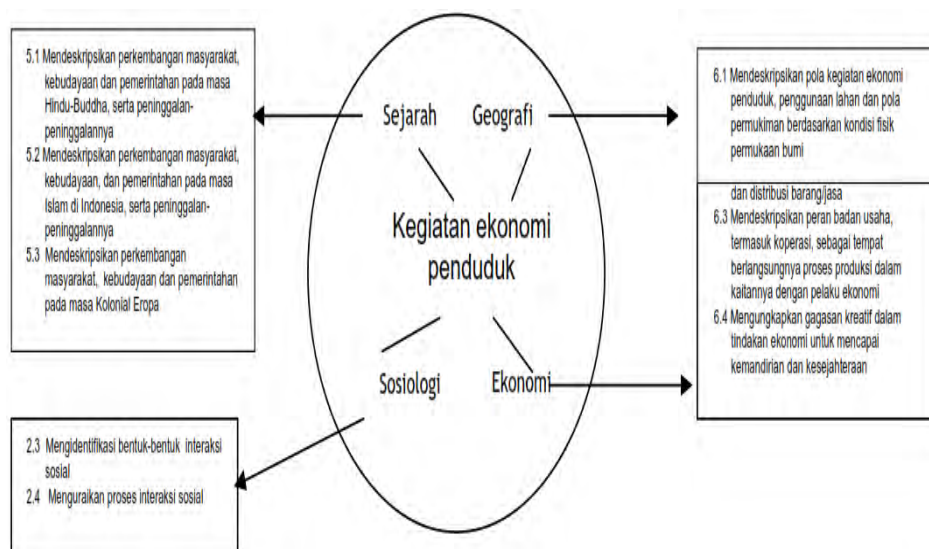 5.1 Mendeskripsikan perkembangan masyarakat,
kebudayaan dan pemerintahan pada masa
Hindu-Buddha, serta peninggalan-
peninggalannya
5.2 Mendeskripsikan perkembangan masyarakat,
kebudayaan, dan pemerintahan pada masa
Islam di Indonesia, serta peninggalan-
peninggalannya
5.3 Mendeskripsikan perkembangan
masyarakat, kebudayaan dan pemerintahan
pada masa Kolonial Eropa
Sejarah
Geografi
Kegiatan ekonomi
penduduk
Sosiologi
Ekonomi
6.1 Mendeskripsikan pola kegiatan ekonomi
penduduk, penggunaan lahan dan pola
permukiman berdasarkan kondisi fisik
permukaan bumi
dan distribusi barang/jasa
6.3 Mendeskripsikan peran badan usaha,
termasuk koperasi, sebagai tempat
berlangsungnya proses produksi dalam
kaitannya dengan pelaku ekonomi
6.4 Mengungkapkan gagasan kreatif dalam
tindakan ekonomi untuk mencapai
kemandirian dan kesejahteraan
2.3 Mengidentifikasi bentuk-bentuk interaksi
sosial
2.4 Menguraikan proses interaksi sosial